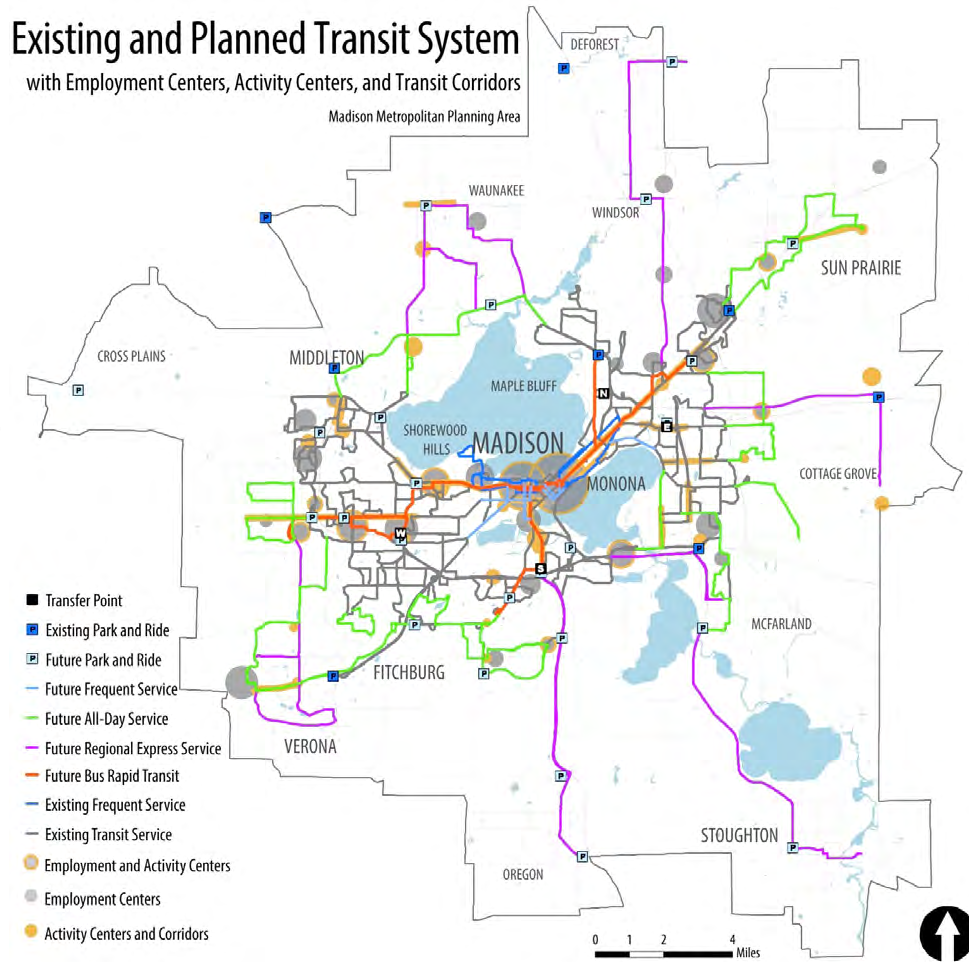 Existing and Planned Transit System
with Employment Centers, Activity Centers, and Transit Corridors
Madison Metropolitan Planning Area
DEFOREST
P
P
WAUNAKEE
P
P
WINDSOR
P
P
SUN PRAIRIE
P
P
CROSS PLAINS
MIDDLETON
P
P
P
P
MAPLE BLUFF
N
P
P
SHOREWOOD
HILLS
MADISON
P
P
E
COTTAGE GROVE
P
MONONA
P
P
W
P
P
P
S
P
Transfer Point
P Existing Park and Ride
P Future Park and Ride
Future Frequent Service
Future All-Day Service
Future Regional Express Service
Future Bus Rapid Transit
Existing Frequent Service
Existing Transit Service
Employment and Activity Centers
Employment Centers
Activity Centers and Corridors
P
P
P
MCFARLAND
P
FITCHBURG
P
P
VERONA
P
STOUGHTON
P
OREGON
P
0 1 2 4
Miles